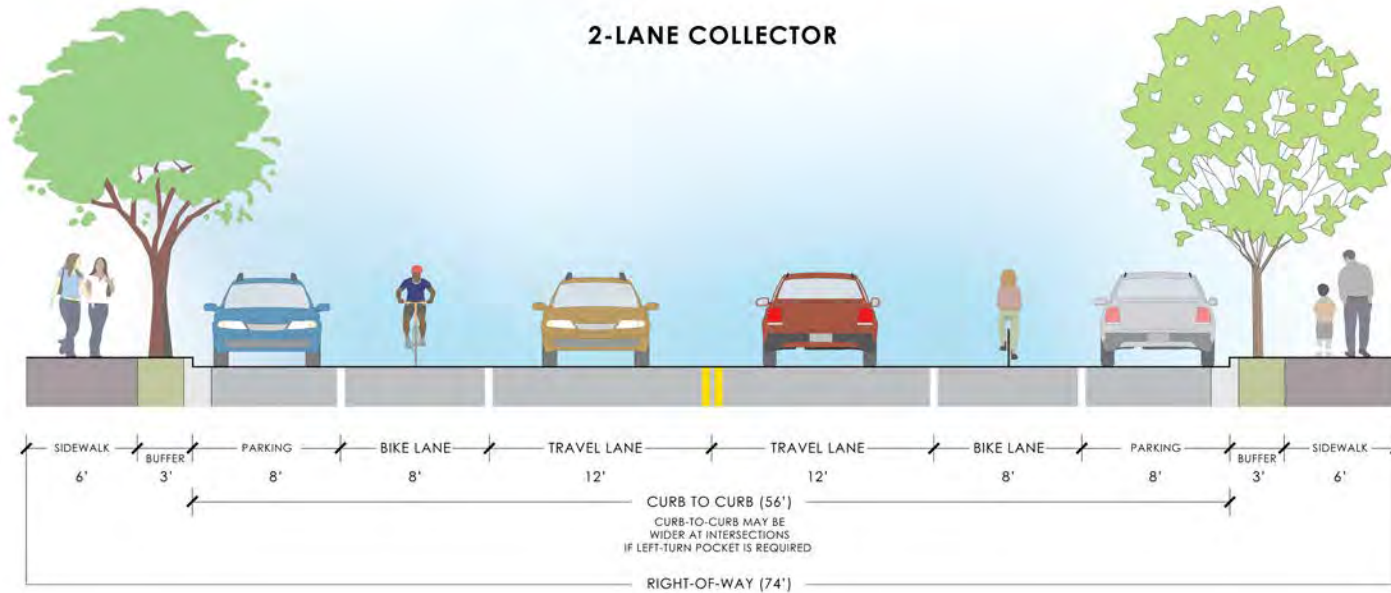 2-LANE COLLECTOR
SIDEWALK BUFFER PARKING BIKE LANE TRAVEL LANE TRAVEL LANE BIKE LANE PARKING BUFFER SIDEWALK
6' 3' 8' 8' 12' 12' 8' 8' 3' 6'
CURB TO CURB (56')
CURB-TO-CURB MAY BE
WIDER AT INTERSECTIONS
IF LEFT-TURN POCKET IS REQUIRED
RIGHT-OF-WAY (74')